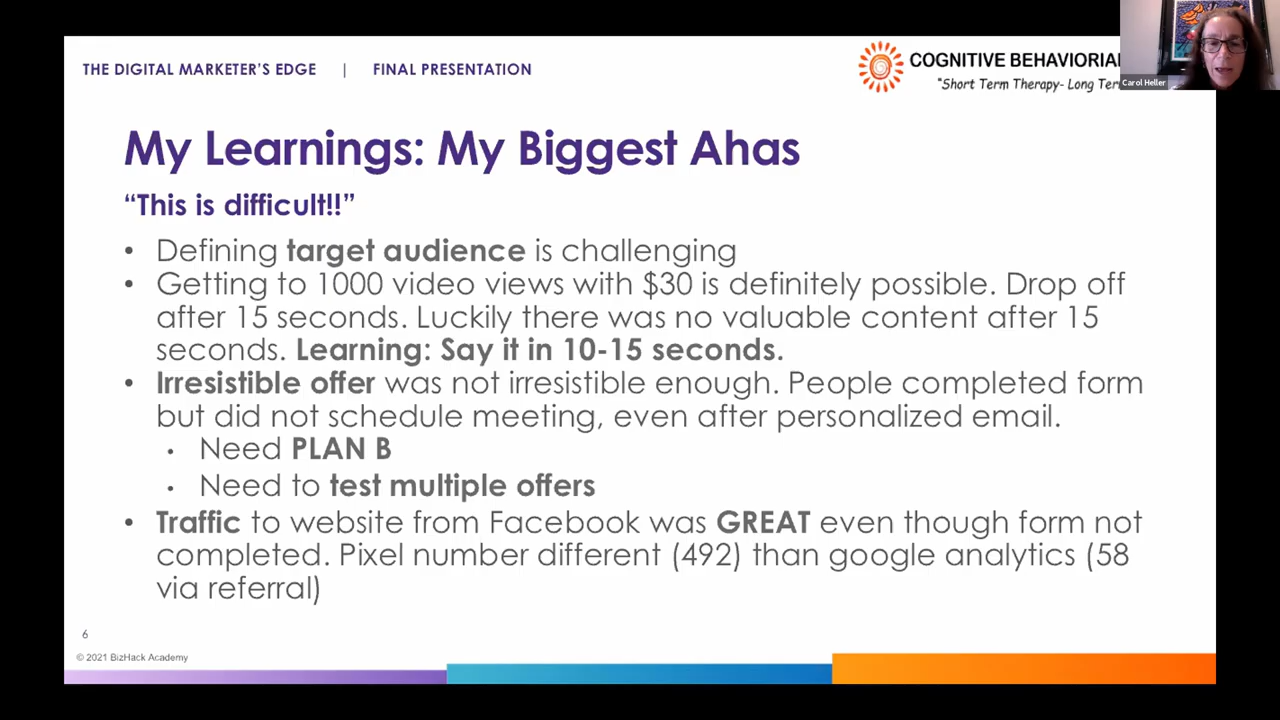 THE DIGITAL MARKETER'S EDGE | FINAL PRESENTATION
COGNITIVE BEHAVIORAL
"Short Term Therapy- Long
Carol Heller
My Learnings: My Biggest Ahas
“This is difficult!!”
• Defining target audience is challenging
• Getting to 1000 video views with $30 is definitely possible. Drop off
after 15 seconds. Luckily there was no valuable content after 15
seconds. Learning: Say it in 10-15 seconds.
• Irresistible offer was not irresistible enough. People completed form
but did not schedule meeting, even after personalized email.
• Need PLAN B
• Need to test multiple offers
• Traffic to website from Facebook was GREAT even though form not
completed. Pixel number different (492) than google analytics (58
via referral)
6
© 2021 BizHack Academy